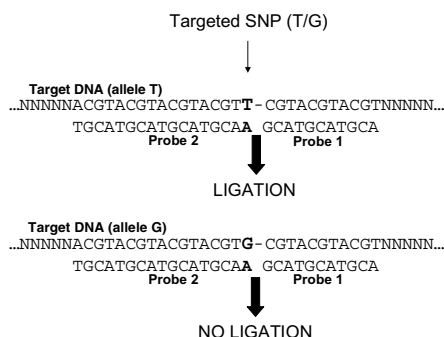 Targeted SNP (T/G)
Target DNA (allele T)
...NNNNNACGTACGTACGTACGTT-CGTACGTACGTNNNNN...
TGCATGCATGCATGCAA GCATGCATGCA
Probe 2 Probe 1
LIGATION
Target DNA (allele G)
...NNNNNACGTACGTACGTACGTG-CGTACGTACGTNNNNN...
TGCATGCATGCATGCAA GCATGCATGCA
Probe 2 Probe 1
NO LIGATION